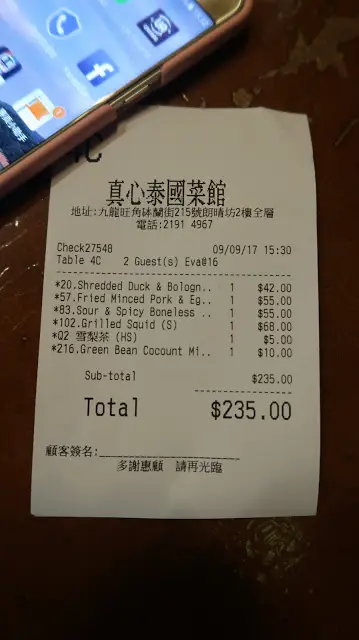 4C
真心泰國菜館
地址:九龍旺角砵蘭街215號朗晴坊2樓全層
電話:2191 4967
Check27548 09/09/17 15:30
Table 4C 2 Guest(s) Eva@16
*20.Shredded Duck & Bologn.. 1 $42.00
*57.Fried Minced Pork & Eg.. 1 $55.00
*83.Sour & Spicy Boneless .. 1 $55.00
*102.Grilled Squid (S) 1 $68.00
*Q2 雪梨茶 (HS) 1 $5.00
*216.Green Bean Cocount Mi.. 1 $10.00
Sub-total $235.00
Total $235.00
顧客簽名:
多謝惠顧 請再光臨